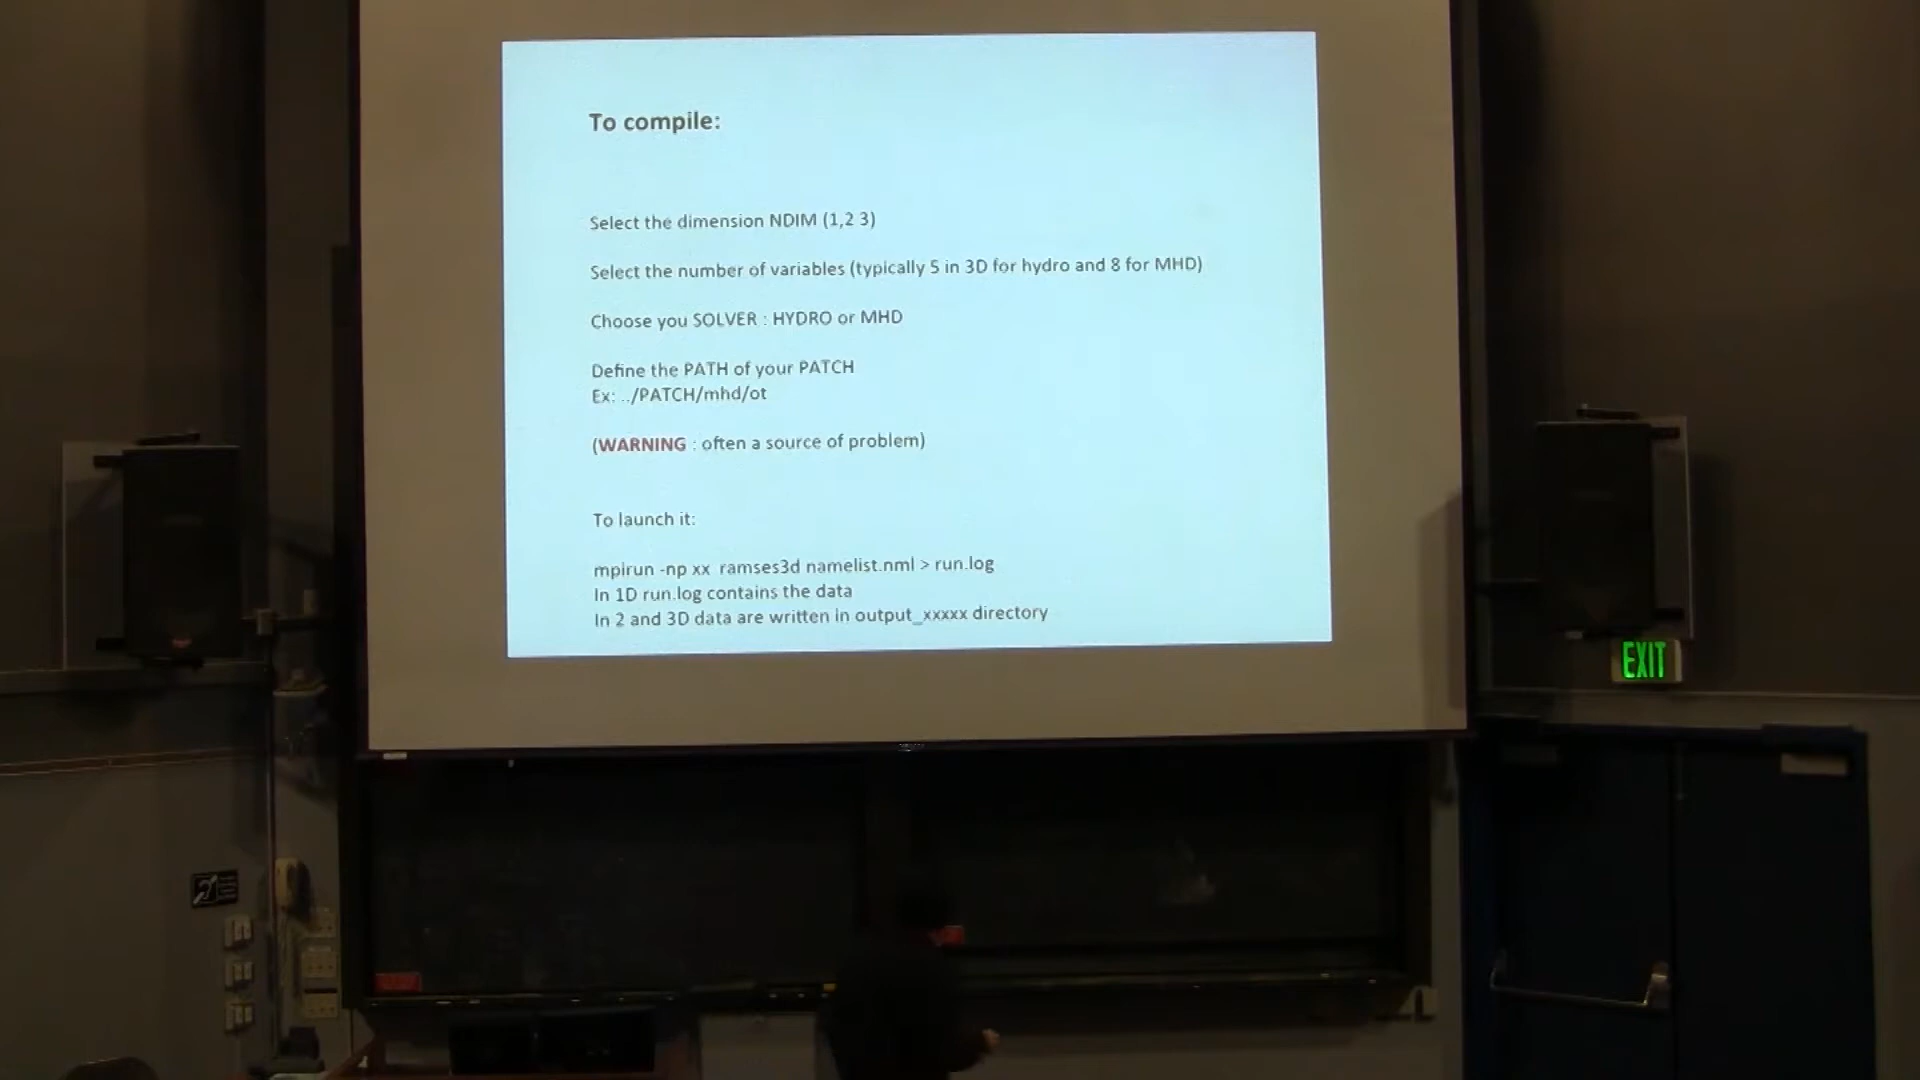 To compile:
Select the dimension NDIM (1,2 3)
Select the number of variables (typically 5 in 3D for hydro and 8 for MHD)
Choose you SOLVER : HYDRO or MHD
Define the PATH of your PATCH
Ex: ../PATCH/mhd/ot
(WARNING : often a source of problem)
To launch it:
mpirun -np xx ramses3d namelist.nml > run.log
In 1D run.log contains the data
In 2 and 3D data are written in output_xxxxx directory
EXIT